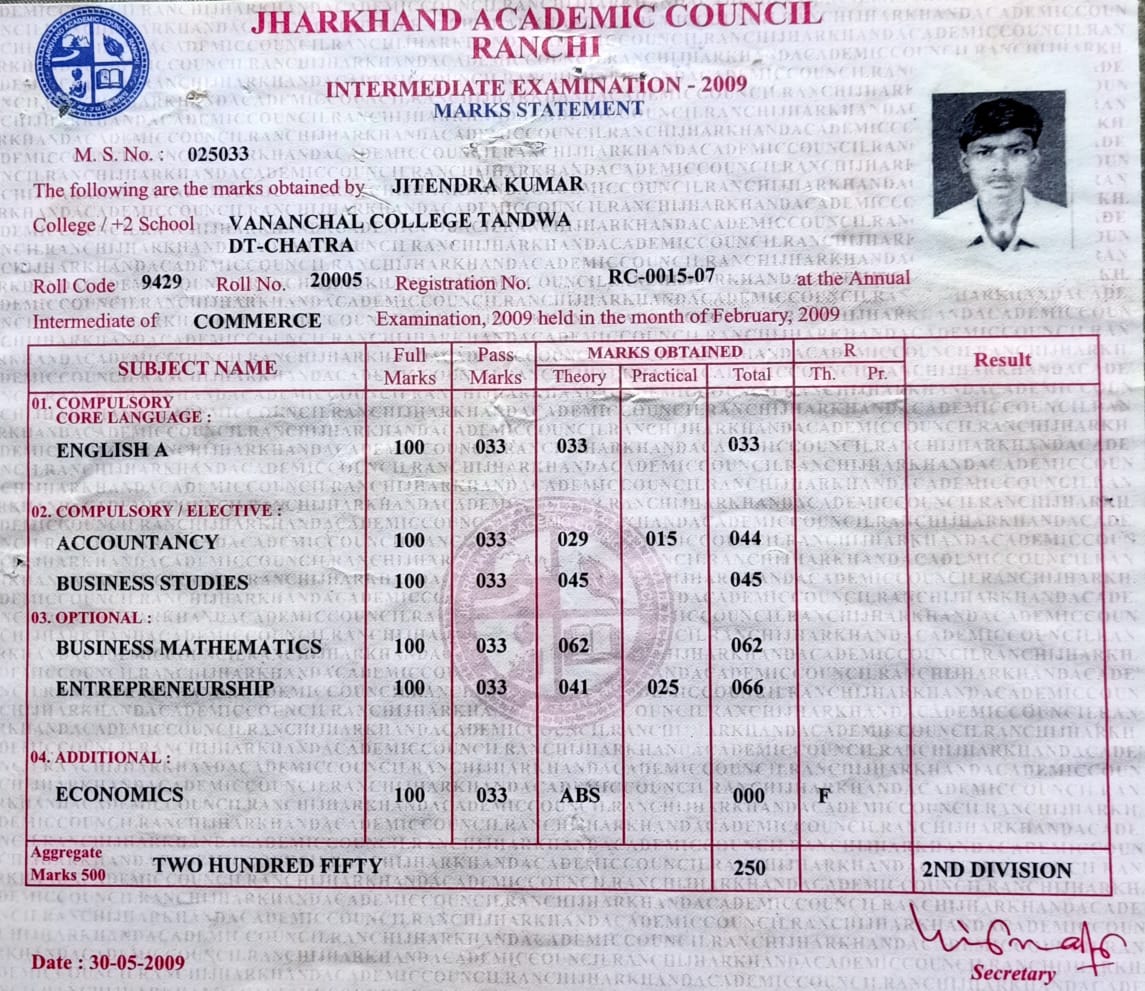 JHARKHAND ACADEMIC COUNCIL
RANCHI
INTERMEDIATE EXAMINATION - 2009
MARKS STATEMENT
M. S. No. : 025033
The following are the marks obtained by JITENDRA KUMAR
College / +2 School VANANCHAL COLLEGE TANDWA
DT-CHATRA
Roll Code 9429 Roll No. 20005 Registration No. RC-0015-07 at the Annual
Intermediate of COMMERCE Examination, 2009 held in the month of February, 2009
SUBJECT NAME Full Marks Pass Marks MARKS OBTAINED R Result
Theory Practical Total Th. Pr.
01. COMPULSORY
CORE LANGUAGE :
ENGLISH A 100 033 033 033
02. COMPULSORY / ELECTIVE :
ACCOUNTANCY 100 033 029 015 044
BUSINESS STUDIES 100 033 045 045
03. OPTIONAL :
BUSINESS MATHEMATICS 100 033 062 062
ENTREPRENEURSHIP 100 033 041 025 066
04. ADDITIONAL :
ECONOMICS 100 033 ABS 000 F
Aggregate
Marks 500 TWO HUNDRED FIFTY 250 2ND DIVISION
Date : 30-05-2009
Secretary